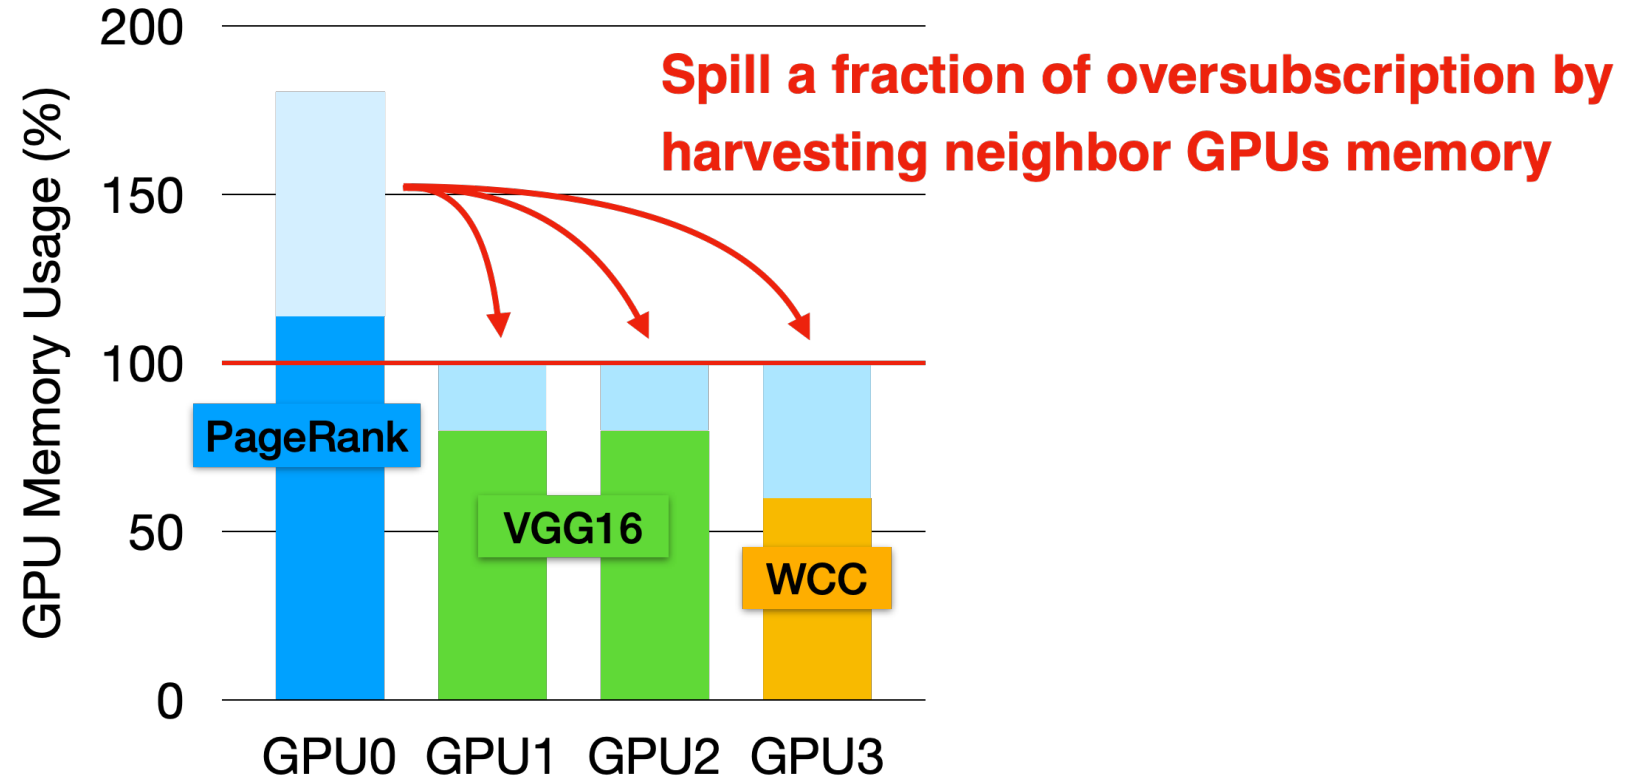 200
Spill a fraction of oversubscription by
harvesting neighbor GPUs memory
150
100
50
0
GPU Memory Usage (%)
PageRank
VGG16
WCC
GPU0 GPU1 GPU2 GPU3